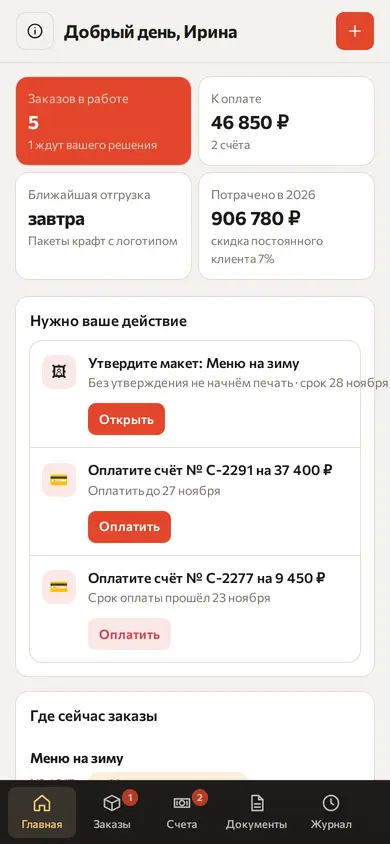 Добрый день, Ирина
Заказов в работе
5
1 ждут вашего решения
К оплате
46 850 ₽
2 счёта
Ближайшая отгрузка
завтра
Пакеты крафт с логотипом
Потрачено в 2026
906 780 ₽
скидка постоянного
клиента 7%
Нужно ваше действие
Утвердите макет: Меню на зиму
Без утверждения не начнём печать · срок 28 ноября
Открыть
Оплатите счёт № С-2291 на 37 400 ₽
Оплатить до 27 ноября
Оплатить
Оплатите счёт № С-2277 на 9 450 ₽
Срок оплаты прошёл 23 ноября
Оплатить
Где сейчас заказы
Меню на зиму
1
2
Главная
Заказы
Счета
Документы
Журнал